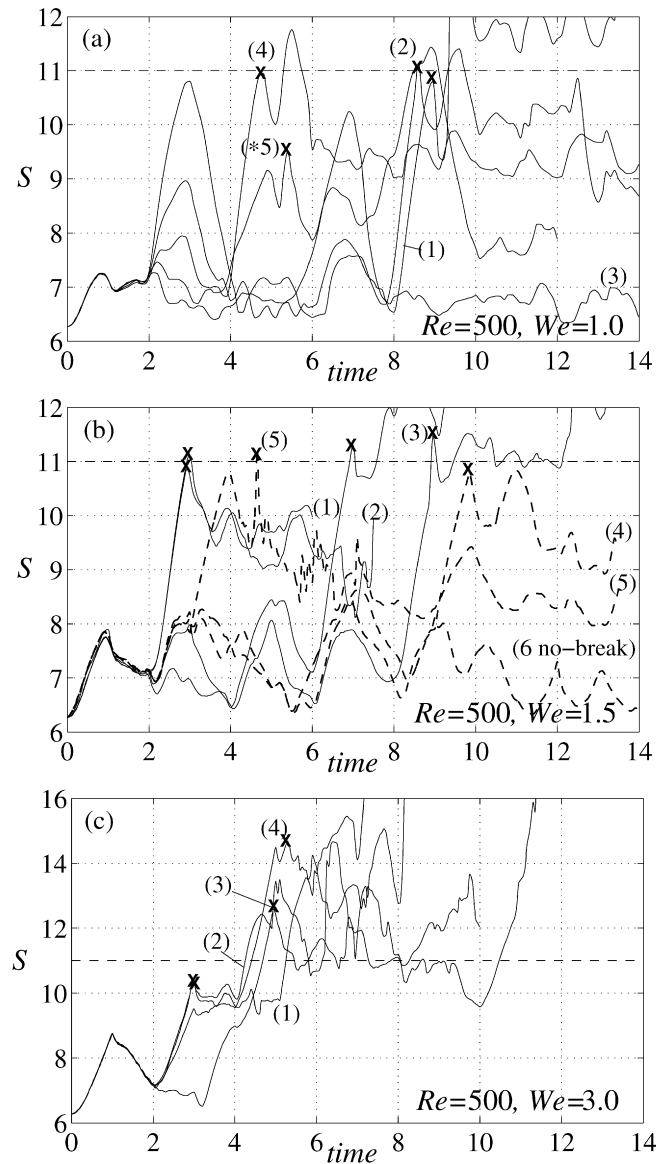 (a)
12
11
10
9
8
7
6
S
(4)
(2)
(*5)
(1)
(3)
Re=500, We=1.0
0 2 4 6 8 10 12 14
time
(b)
12
11
10
9
8
7
6
S
(5)
(3)
(1)
(2)
(4)
(5)
(6 no-break)
Re=500, We=1.5
0 2 4 6 8 10 12 14
time
(c)
16
14
12
10
8
6
S
(4)
(3)
(2)
(1)
Re=500, We=3.0
0 2 4 6 8 10 12 14
time